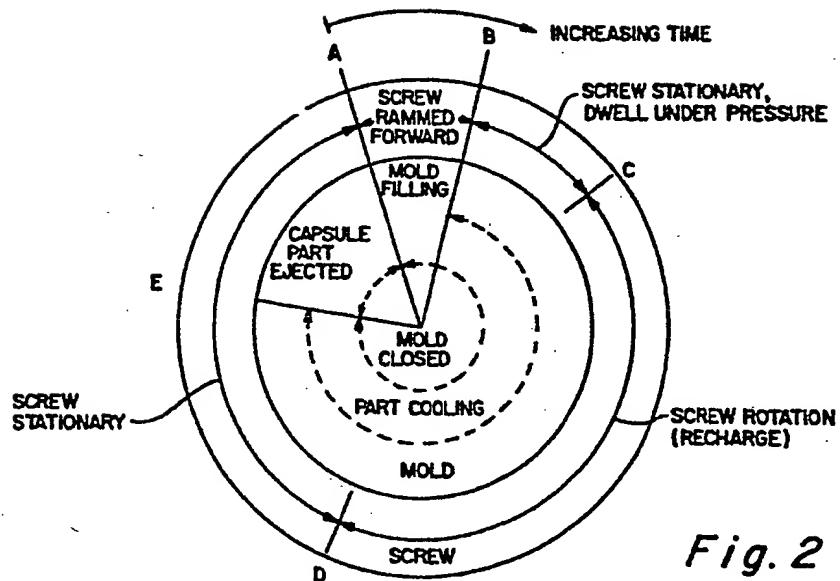 A
B
INCREASING TIME
SCREW
RAMMED
FORWARD
SCREW STATIONARY,
DWELL UNDER PRESSURE
MOLD
FILLING
C
CAPSULE
PART
EJECTED
E
MOLD
CLOSED
SCREW
STATIONARY
PART COOLING
SCREW ROTATION
(RECHARGE)
MOLD
SCREW
D
Fig. 2